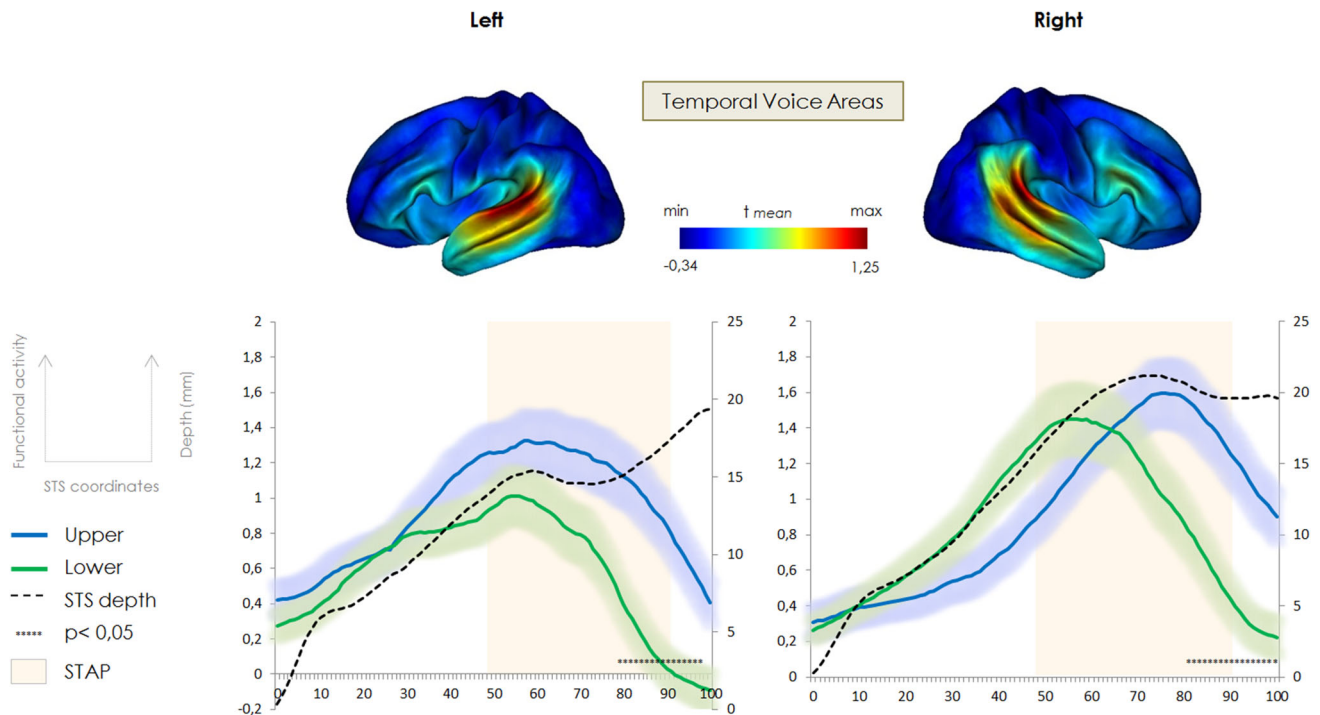 Left
Right
Temporal Voice Areas
min
t mean
max
-0,34
1,25
Functional activity
Depth (mm)
STS coordinates
Upper
Lower
STS depth
***** p< 0,05
STAP
2
1,8
1,6
1,4
1,2
1
0,8
0,6
0,4
0,2
0
-0,2
25
20
15
10
5
0
0 10 20 30 40 50 60 70 80 90 100
2
1,8
1,6
1,4
1,2
1
0,8
0,6
0,4
0,2
0
25
20
15
10
5
0
0 10 20 30 40 50 60 70 80 90 100